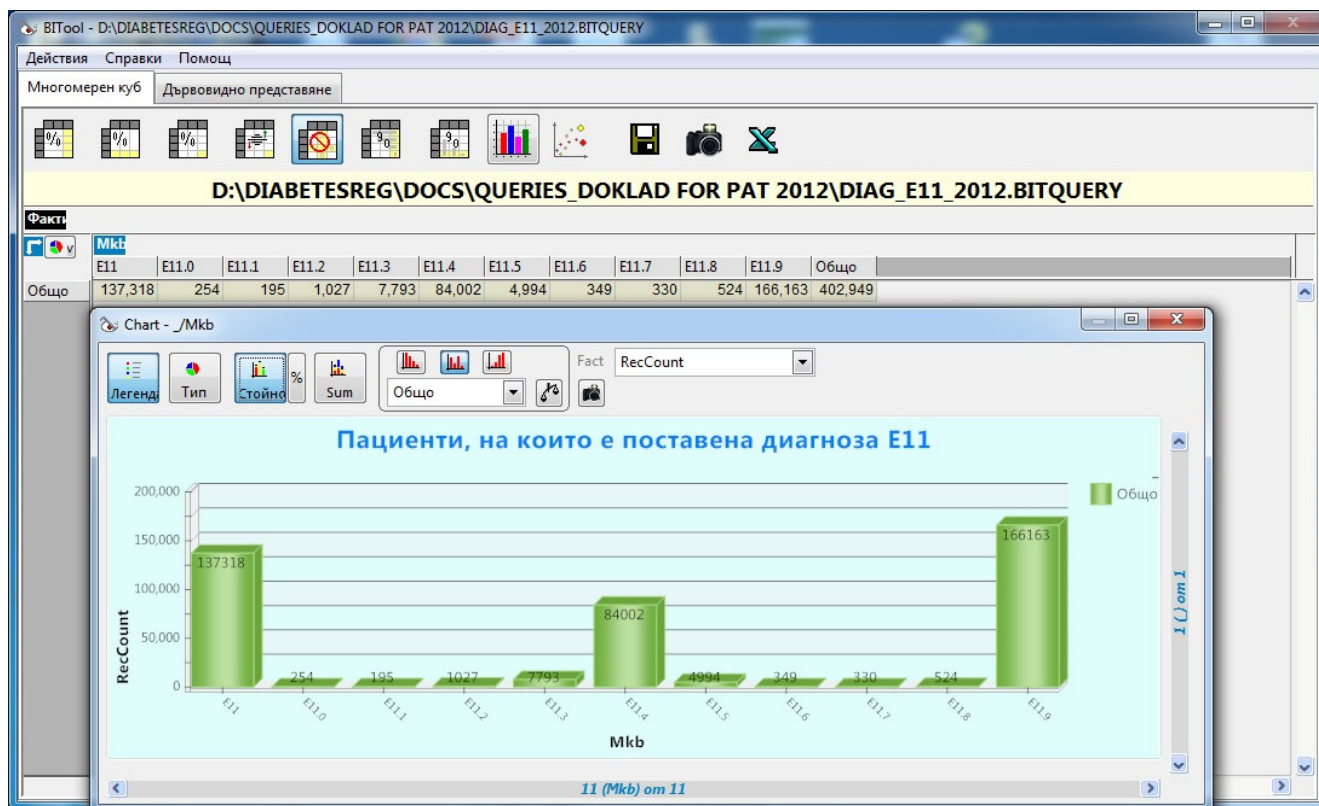 BITool - D:\DIABETESREG\DOCS\QUERIES_DOKLAD FOR PAT 2012\DIAG_E11_2012.BITQUERY
Действия Справки Помощ
Многомерен куб Дървовидно представяне
% % %
D:\DIABETESREG\DOCS\QUERIES_DOKLAD FOR PAT 2012\DIAG_E11_2012.BITQUERY
Факти
v Mkb
E11 E11.0 E11.1 E11.2 E11.3 E11.4 E11.5 E11.6 E11.7 E11.8 E11.9 Общо
Общо 137,318 254 195 1,027 7,793 84,002 4,994 349 330 524 166,163 402,949
Chart - _/Mkb
Fact RecCount
Легенда Тип Стойно % Sum Общо
Пациенти, на които е поставена диагноза E11
_
Общо
200,000
150,000
100,000
50,000
0
RecCount
137318 254 195 1027 7793 84002 4994 349 330 524 166163
E11 E11.0 E11.1 E11.2 E11.3 E11.4 E11.5 E11.6 E11.7 E11.8 E11.9
Mkb
1 (_) от 1
11 (Mkb) от 11